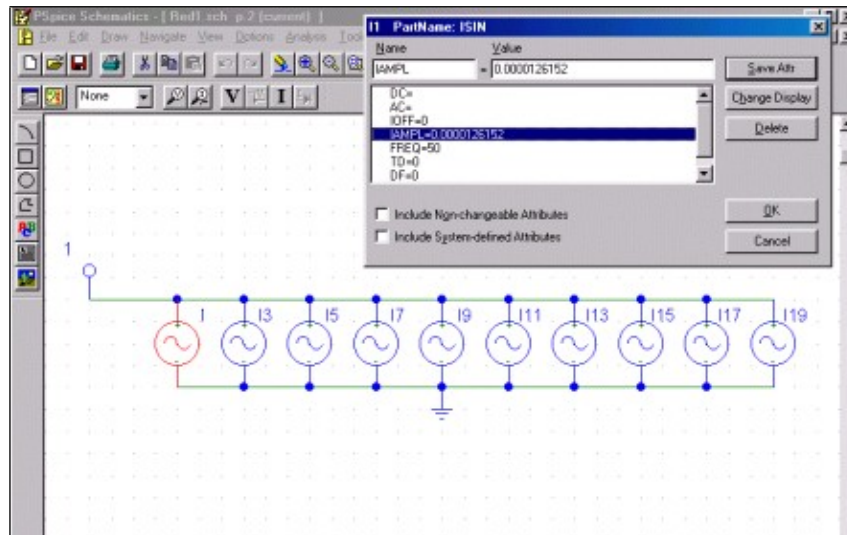 PSpice Schematics - [ Red1.sch p.2 (current) ]
File Edit Draw Navigate View Options Analysis
None
V I
I1 PartName: ISIN
Name Value
IAMPL = 0.0000126152
Save Attr
Change Display
Delete
DC=
AC=
IOFF=0
IAMPL=0.0000126152
FREQ=50
TD=0
DF=0
Include Non-changeable Attributes
Include System-defined Attributes
OK
Cancel
1
I I3 I5 I7 I9 I11 I13 I15 I17 I19